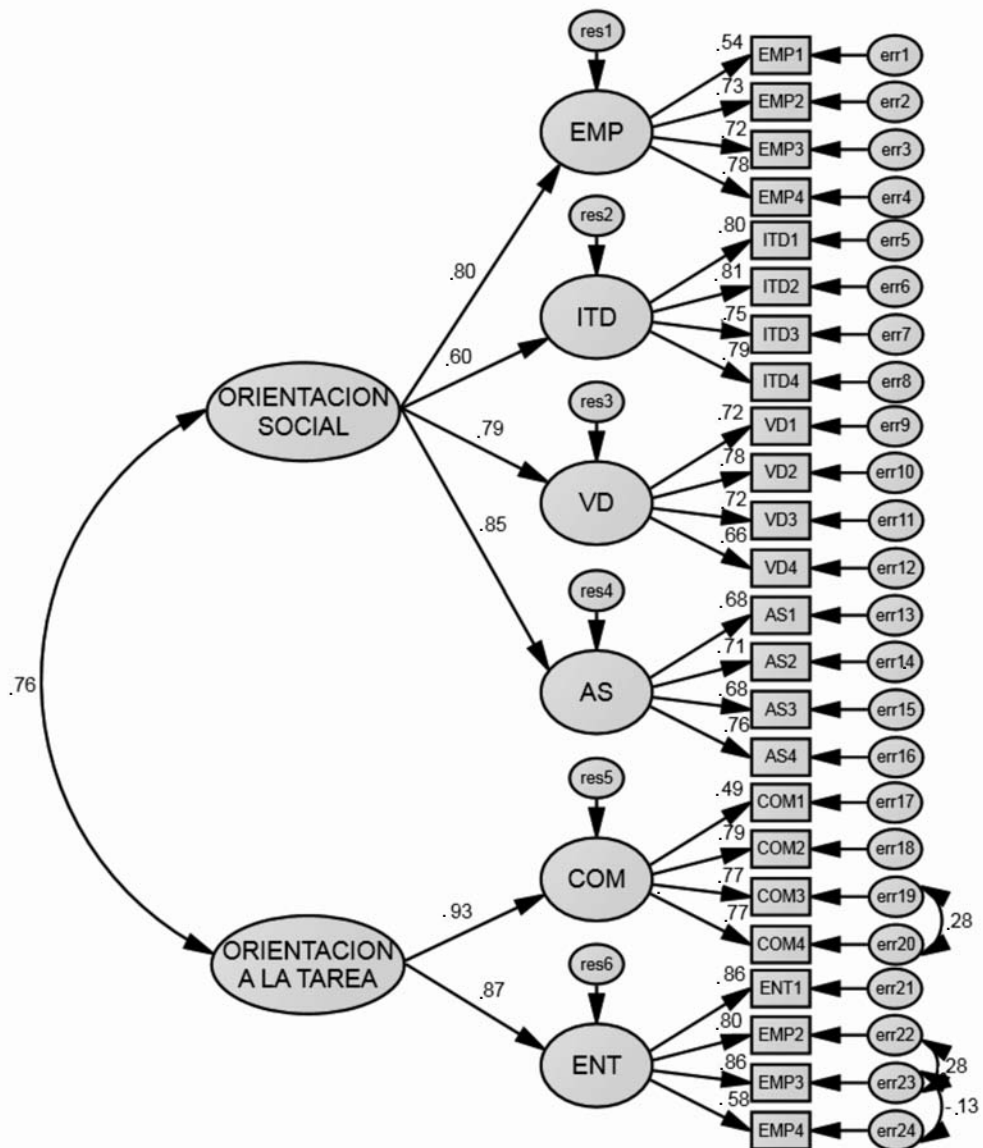 res1
.54
EMP1
err1
.73
EMP2
err2
EMP
.72
EMP3
err3
.78
EMP4
err4
res2
.80
ITD1
err5
.80
.81
ITD2
err6
ITD
.75
ITD3
err7
.60
.79
ITD4
err8
ORIENTACION
SOCIAL
res3
.72
VD1
err9
.79
.78
VD2
err10
VD
.72
VD3
err11
.85
.66
VD4
err12
res4
.68
AS1
err13
.71
AS2
err14
.76
AS
.68
AS3
err15
.76
AS4
err16
res5
.49
COM1
err17
.79
COM2
err18
COM
.77
COM3
err19
.93
.77
.28
COM4
err20
ORIENTACION
A LA TAREA
res6
.86
ENT1
err21
.87
.80
EMP2
err22
ENT
.86
.28
EMP3
err23
.58
-.13
EMP4
err24